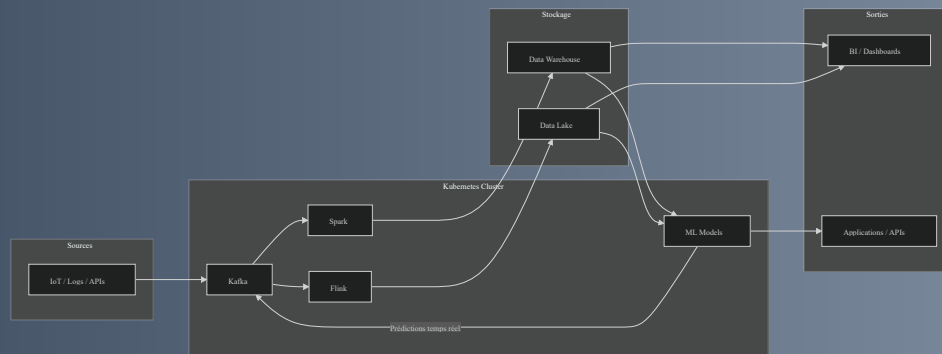 Stockage
Sorties
Data Warehouse
BI / Dashboards
Data Lake
Kubernetes Cluster
Spark
ML Models
Applications / APIs
Sources
IoT / Logs / APIs
Kafka
Flink
Prédictions temps réel